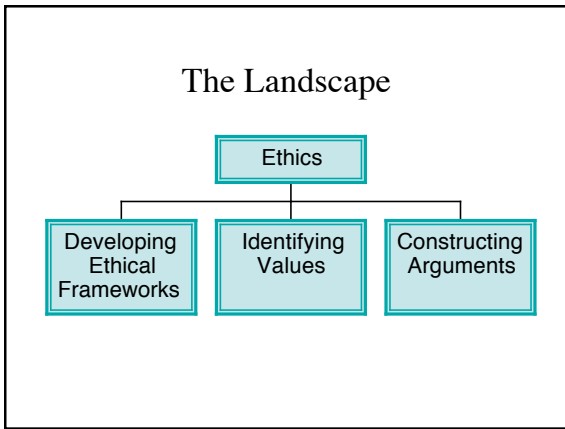 The Landscape
Ethics
Developing
Ethical
Frameworks
Identifying
Values
Constructing
Arguments